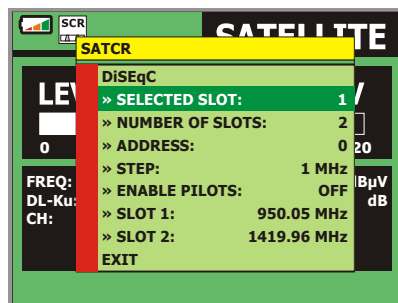 SCR
SATELLITE
SATCR
DiSEqC
» SELECTED SLOT: 1
» NUMBER OF SLOTS: 2
» ADDRESS: 0
» STEP: 1 MHz
» ENABLE PILOTS: OFF
» SLOT 1: 950.05 MHz
» SLOT 2: 1419.96 MHz
EXIT
LEV
0
20
FREQ:
BµV
DL-Ku:
dB
CH: